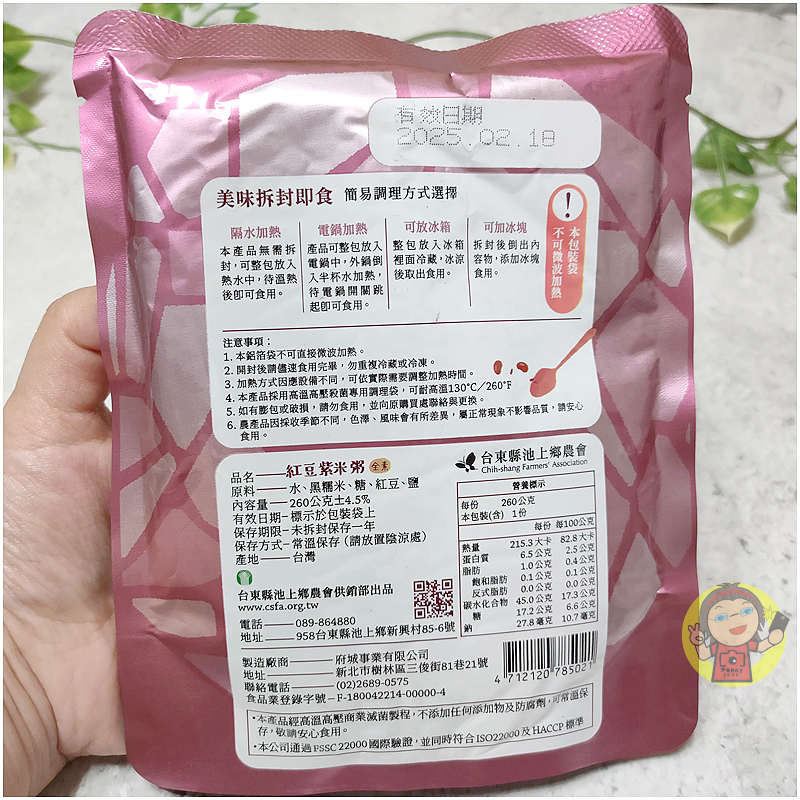 有效日期
2025.02.18
美味拆封即食 簡易調理方式選擇
隔水加熱
本產品無需拆
封,可整包放入
熱水中,待溫熱
後卽可食用。
電鍋加熱
產品可整包放入
電鍋中,外鍋倒
入半杯水加熱,
待電鍋開關跳
起卽可食用。
可放冰箱
整包放入冰箱
裡面冷藏,冰涼
後取出食用。
可加冰塊
拆封後倒出內
容物,添加冰塊
食用。
!
本包裝袋
不可微波加熱
注意事項:
1. 本鋁箔袋不可直接微波加熱。
2. 開封後請儘速食用完畢,勿重複冷藏或冷凍。
3. 加熱方式因應設備不同,可依實際需要調整加熱時間。
4. 本產品採用高溫高壓殺菌專用調理袋,可耐高溫130°C/260°F
5. 如有膨包或破損,請勿食用,並向原購買處聯絡與更換。
6. 農產品因採收季節不同,色澤、風味會有所差異,屬正常現象不影響品質,請安心
食用。
品名——紅豆紫米粥 全素
原料——水、黑糯米、糖、紅豆、鹽
內容量—260公克±4.5%
有效日期-標示於包裝袋上
保存期限-未拆封保存一年
保存方式-常溫保存(請放置陰涼處)
產地——台灣
台東縣池上鄉農會供銷部出品
www.csfa.org.tw
電話——089-864880
地址——958台東縣池上鄉新興村85-6號
台東縣池上鄉農會
Chih-shang Farmers' Association
營養標示
每份 260公克
本包裝(含) 1份
每份 每100公克
熱量 215.3大卡 82.8大卡
蛋白質 6.5公克 2.5公克
脂肪 1.0公克 0.4公克
飽和脂肪 0.1公克 0.1公克
反式脂肪 0.0公克 0.0公克
碳水化合物 45.0公克 17.3公克
糖 17.2公克 6.6公克
鈉 27.8毫克 10.7毫克
製造廠商——府城事業有限公司
地址——新北市樹林區三俊街81巷21號
聯絡電話——(02)2689-0575
食品業登錄字號-F-180042214-00000-4
4 712120 785021
•本產品經高溫高壓商業滅菌製程,不添加任何添加物及防腐劑,可常溫保
存,敬請安心食用。
•本公司通過FSSC 22000國際驗證,並同時符合ISO22000及HACCP標準